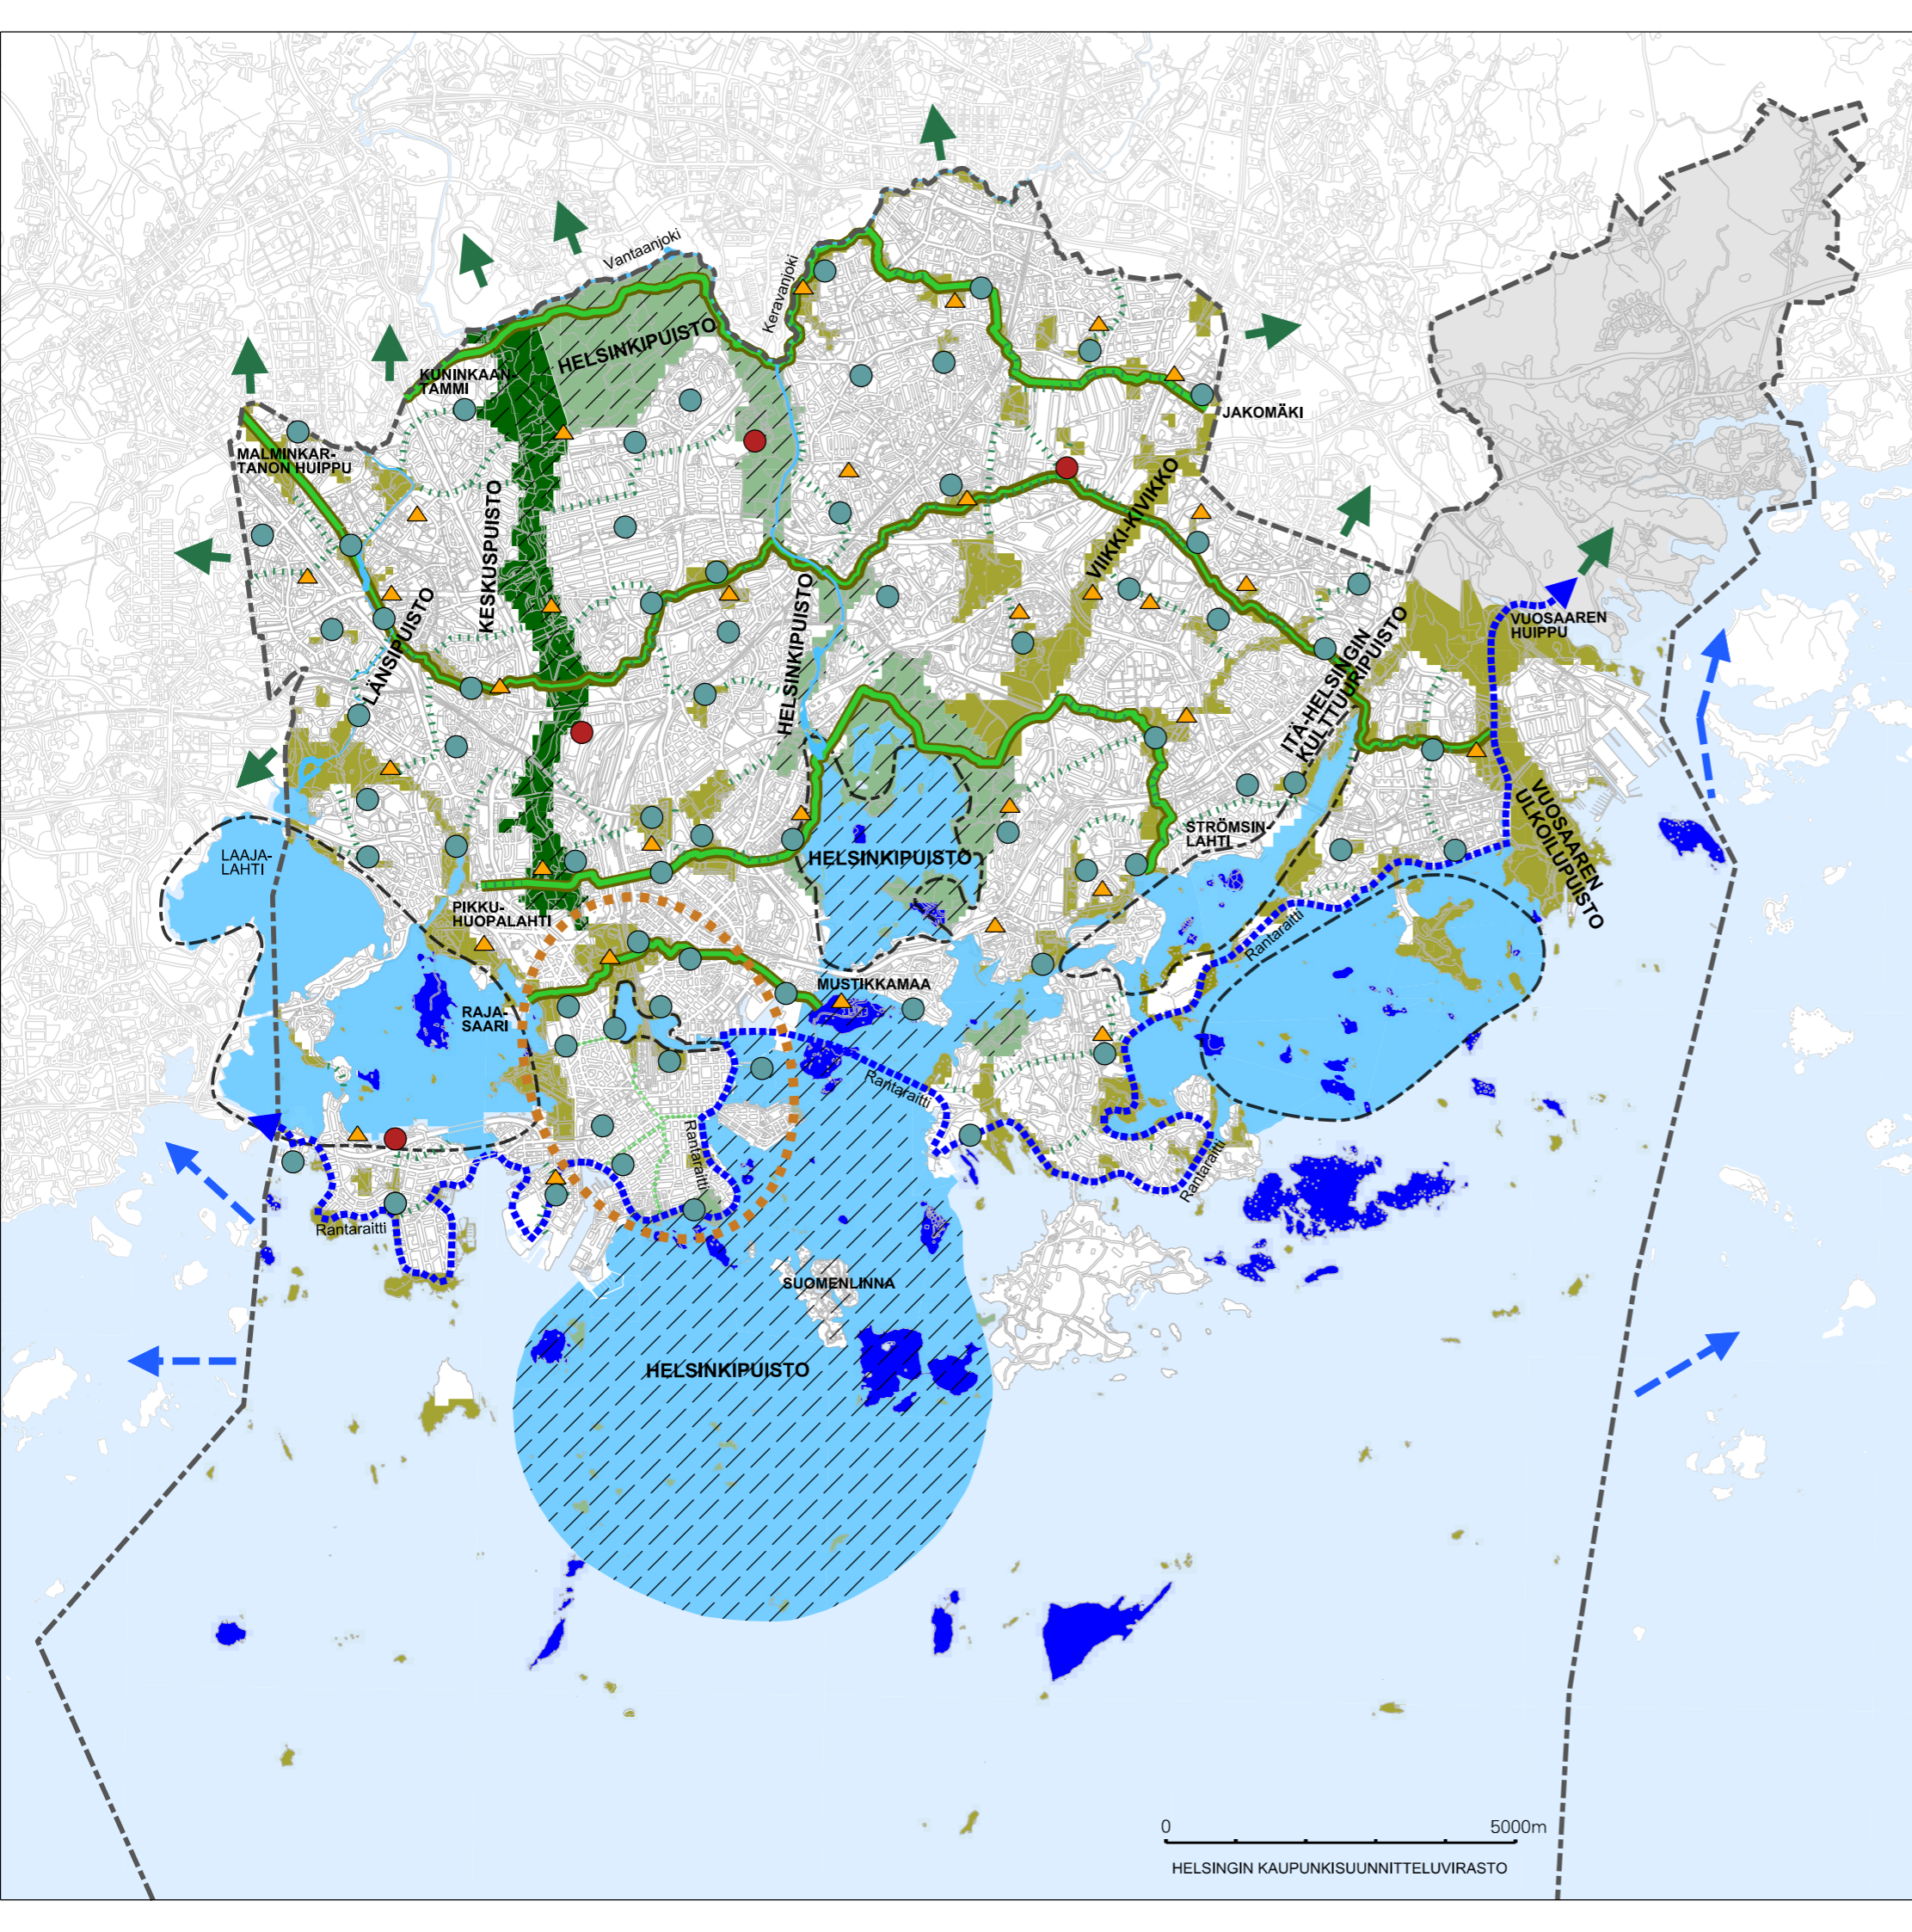 Vantaanjoki
Keravanjoki
HELSINKIPUISTO
KUNINKAAN-
TAMMI
JAKOMÄKI
MALMINKAR-
TANON HUIPPU
KESKUSPUISTO
VIIKKI-KIVIKKO
LÄNSIPUISTO
HELSINKIPUISTO
ITÄ-HELSINGIN
KULTTUURIPUISTO
VUOSAAREN
HUIPPU
VUOSAAREN
ULKOILUPUISTO
STRÖMSIN-
LAHTI
LAAJA-
LAHTI
HELSINKIPUISTO
PIKKU-
HUOPALAHTI
Rantaraitti
MUSTIKKAMAA
RAJA-
SAARI
Rantaraitti
Rantaraitti
Rantaraitti
Rantaraitti
SUOMENLINNA
HELSINKIPUISTO
0 5000m
HELSINGIN KAUPUNKISUUNNITTELUVIRASTO